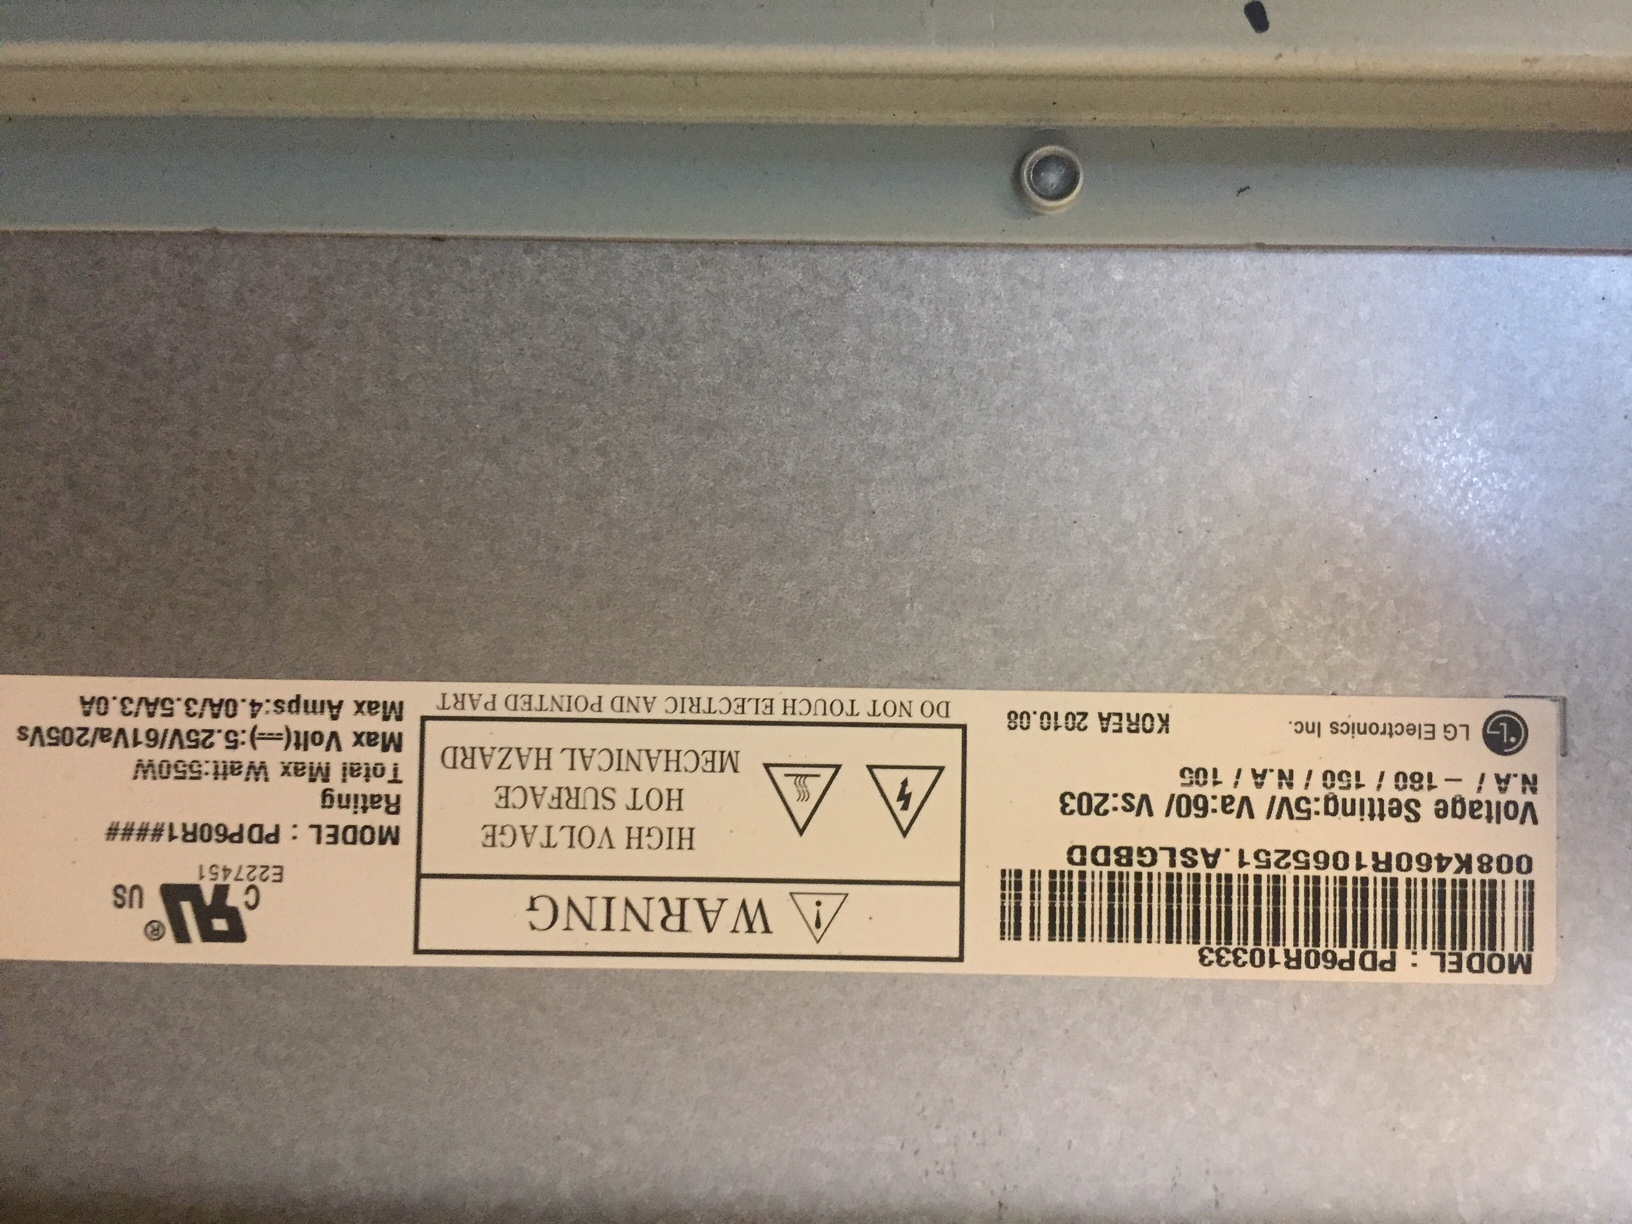 MODEL : PDP60R10333
008K460R1065251.ASLGBDD
Voltage Setting:5V/ Va:60/ Vs:203
N.A / - 180 / 150 / N.A / 105
LG Electronics Inc.
KOREA 2010.08
WARNING
HIGH VOLTAGE
HOT SURFACE
MECHANICAL HAZARD
DO NOT TOUCH ELECTRIC AND POINTED PART
C UL ® US
E227451
MODEL : PDP60R1####
Rating
Total Max Watt:550W
Max Volt(⎓):5.25V/61Va/205Vs
Max Amps:4.0A/3.5A/3.0A